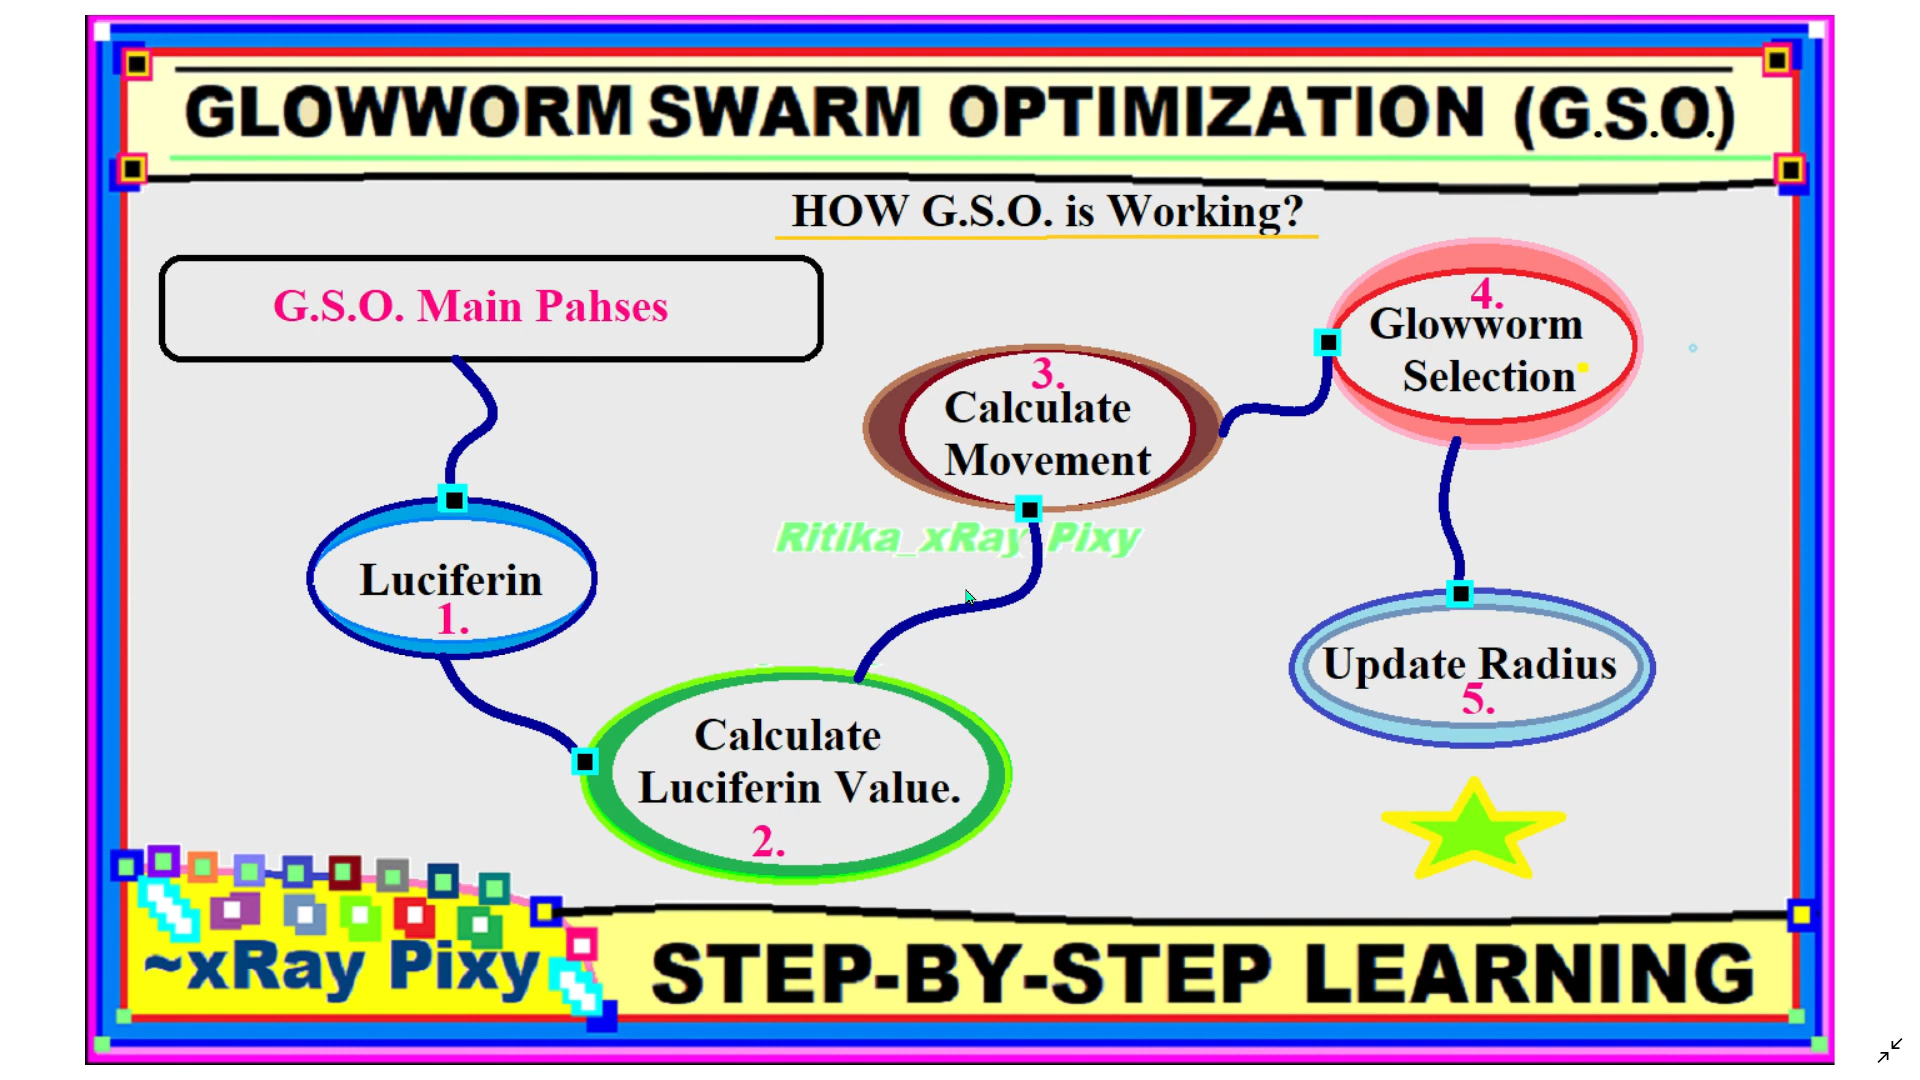 GLOWWORM SWARM OPTIMIZATION (G.S.O.)
HOW G.S.O. is Working?
G.S.O. Main Pahses
Luciferin
1.
Calculate
Luciferin Value.
2.
3.
Calculate
Movement
4.
Glowworm
Selection
Update Radius
5.
Ritika_xRay Pixy
~xRay Pixy
STEP-BY-STEP LEARNING